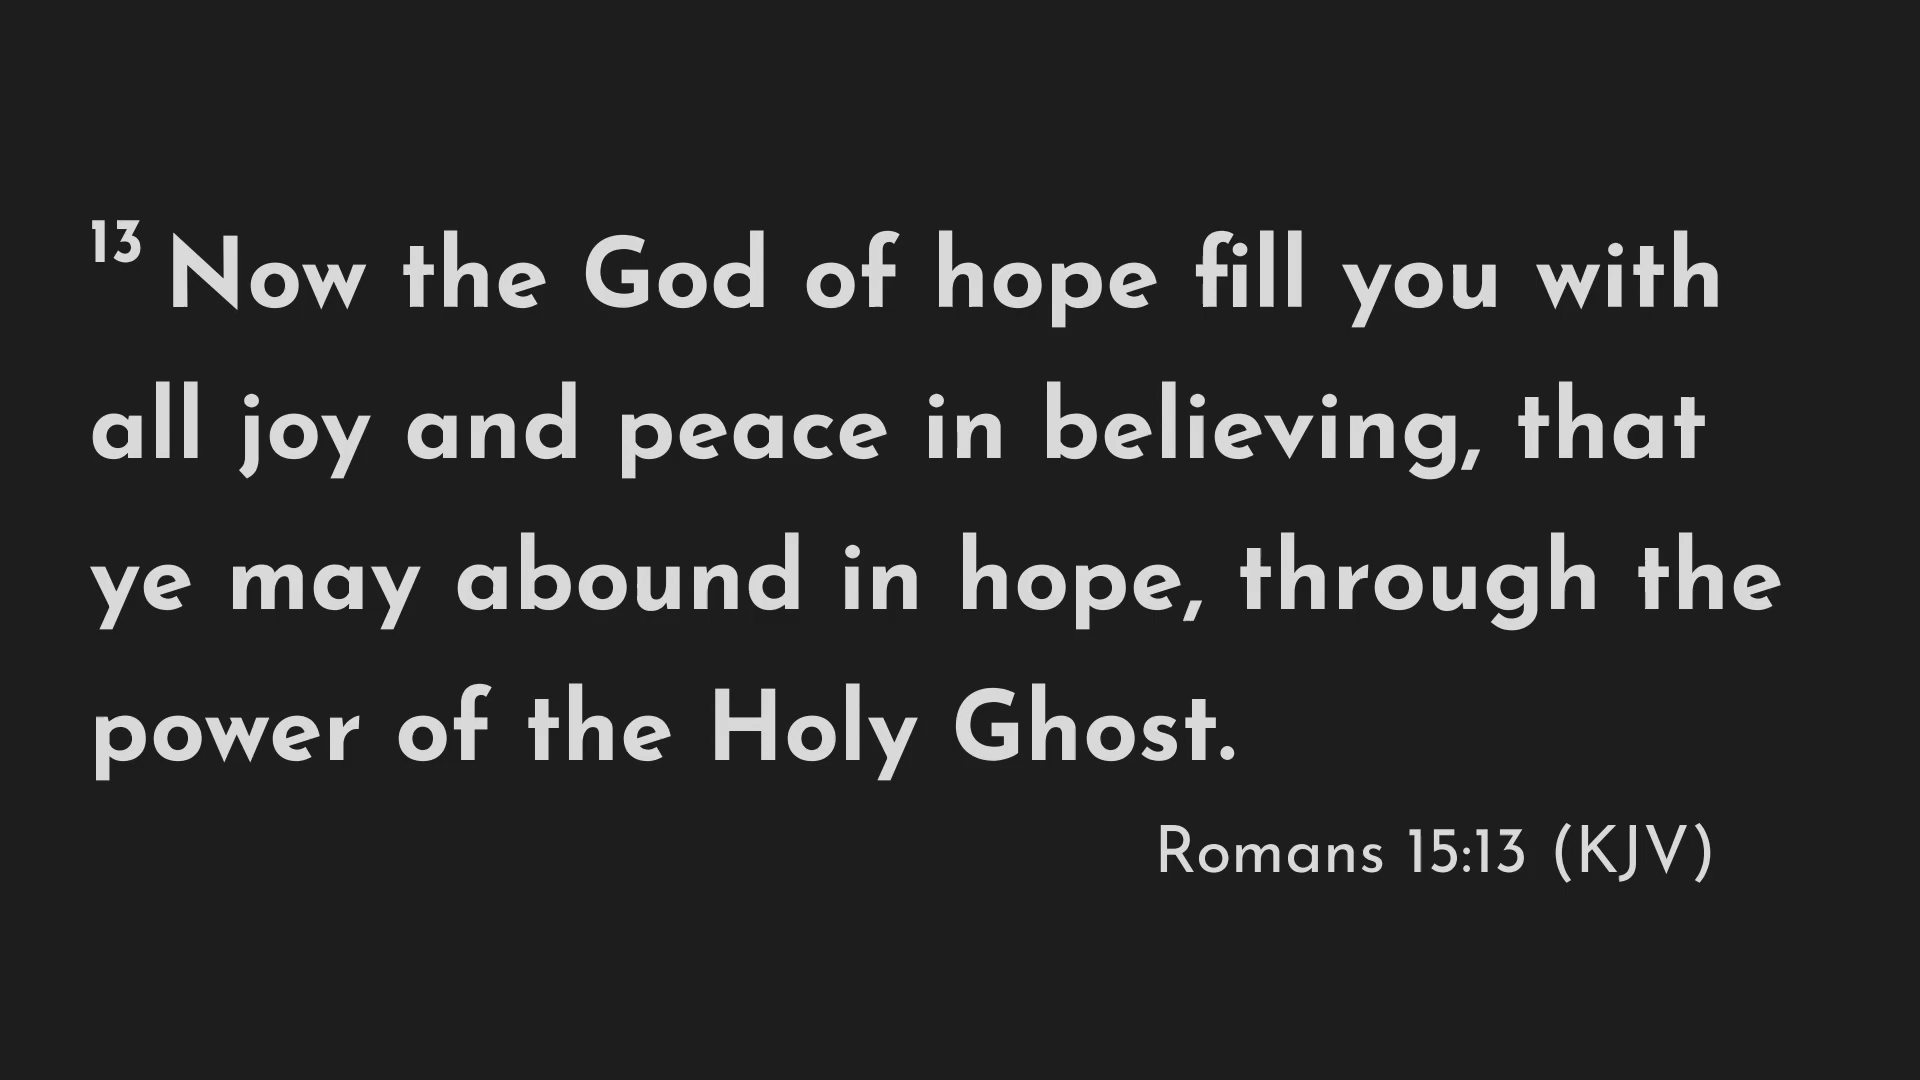 13 Now the God of hope fill you with
all joy and peace in believing, that
ye may abound in hope, through the
power of the Holy Ghost.
Romans 15:13 (KJV)